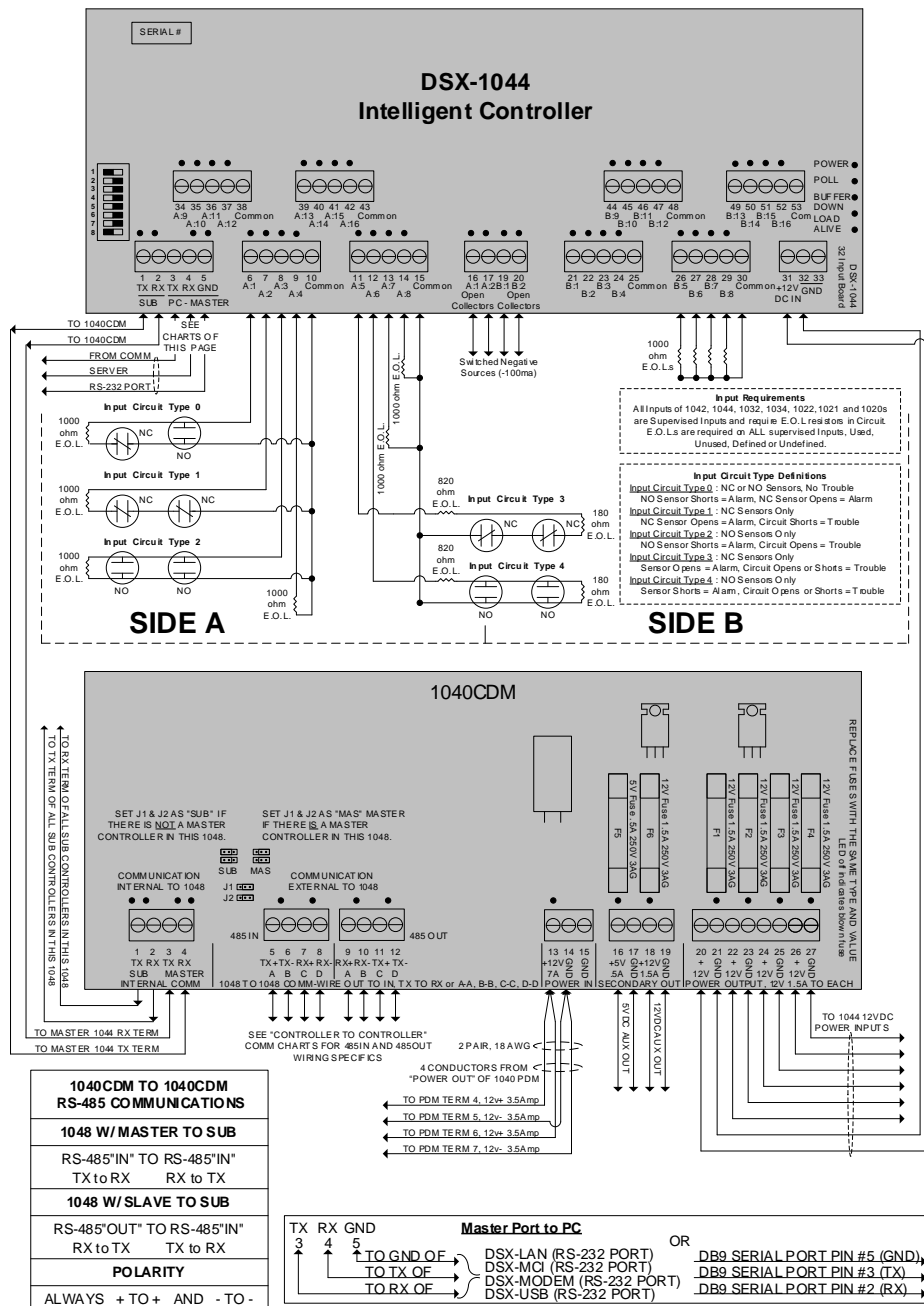 SERIAL #
DSX-1044
Intelligent Controller
1
2
3
4
5
6
7
8
34 35 36 37 38
A:9 A:10 A:11 A:12 Common
39 40 41 42 43
A:13 A:14 A:15 A:16 Common
44 45 46 47 48
B:9 B:10 B:11 B:12 Common
49 50 51 52 53
B:13 B:14 B:15 B:16 Com
POWER
POLL
BUFFER
DOWN
LOAD
ALIVE
DSX-1044
32 Input Board
1 2 3 4 5
TX RX TX RX GND
SUB PC - MASTER
6 7 8 9 10
A:1 A:2 A:3 A:4 Common
11 12 13 14 15
A:5 A:6 A:7 A:8 Common
16 17 19 20
A:1 A:2 B:1 B:2
Open Collectors Open Collectors
21 22 23 24 25
B:1 B:2 B:3 B:4 Common
26 27 28 29 30
B:5 B:6 B:7 B:8 Common
31 32 33
+12V GND
DC IN
TO 1040CDM
TO 1040CDM
SEE
CHARTS OF
THIS PAGE
FROM COMM
SERVER
RS-232 PORT
Switched Negative
Sources (-100ma)
1000
ohm
E.O.L.s
1000 ohm E.O.L.
1000 ohm E.O.L.
Input Circuit Type 0
1000
ohm
E.O.L.
NC
NO
Input Circuit Type 1
1000
ohm
E.O.L.
NC
NC
Input Circuit Type 2
1000
ohm
E.O.L.
NO
NO
1000
ohm
E.O.L.
820
ohm
E.O.L.
Input Circuit Type 3
NC
NC
180
ohm
E.O.L.
820
ohm
E.O.L.
Input Circuit Type 4
NO
NO
180
ohm
E.O.L.
Input Requirements
All Inputs of 1042, 1044, 1032, 1034, 1022, 1021 and 1020s
are Supervised Inputs and require E.O.L resistors in Circuit.
E.O.L.s are required on ALL supervised Inputs, Used,
Unused, Defined or Undefined.
Input Circuit Type Definitions
Input Circuit Type 0 : NC or NO Sensors, No Trouble
NO Sensor Shorts = Alarm, NC Sensor Opens = Alarm
Input Circuit Type 1 : NC Sensors Only
NC Sensor Opens = Alarm, Circuit Shorts = Trouble
Input Circuit Type 2 : NO Sensors Only
NO Sensor Shorts = Alarm, Circuit Opens = Trouble
Input Circuit Type 3 : NC Sensors Only
Sensor Opens = Alarm, Circuit Opens or Shorts = Trouble
Input Circuit Type 4 : NO Sensors Only
Sensor Shorts = Alarm, Circuit Opens or Shorts = Trouble
SIDE A
SIDE B
1040CDM
TO RX TERM OF ALL SUB CONTROLLERS IN THIS 1048
TO TX TERM OF ALL SUB CONTROLLERS IN THIS 1048
SET J1 & J2 AS "SUB" IF
THERE IS NOT A MASTER
CONTROLLER IN THIS 1048.
SET J1 & J2 AS "MAS" MASTER
IF THERE IS A MASTER
CONTROLLER IN THIS 1048.
SUB MAS
J1
J2
COMMUNICATION
INTERNAL TO 1048
COMMUNICATION
EXTERNAL TO 1048
485 IN
485 OUT
5V Fuse .5A 250V 3AG
F5
12V Fuse 1.5A 250V 3AG
F6
12V Fuse 1.5A 250V 3AG
F1
12V Fuse 1.5A 250V 3AG
F2
12V Fuse 1.5A 250V 3AG
F3
12V Fuse 1.5A 250V 3AG
F4
REPLACE FUSES WITH THE SAME TYPE AND VALUE
LED of indicates blown fuse
1 2 3 4
TX RX TX RX
SUB MASTER
INTERNAL COMM
5 6 7 8
TX+ TX- RX+ RX-
A B C D
9 10 11 12
RX+ RX- TX+ TX-
A B C D
1048 TO 1048 COMM-WIRE OUT TO IN, TX TO RX or A-A, B-B, C-C, D-D
13 14 15
+12V GND GND
7A
POWER IN
16 17 18 19
+5V GND +12V GND
.5A 1.5A
SECONDARY OUT
20 21 22 23 24 25 26 27
+ 12V GND + 12V GND + 12V GND + 12V GND
POWER OUTPUT, 12V 1.5A TO EACH
TO MASTER 1044 RX TERM
TO MASTER 1044 TX TERM
SEE "CONTROLLER TO CONTROLLER"
COMM CHARTS FOR 485IN AND 485OUT
WIRING SPECIFICS
2 PAIR, 18 AWG
4 CONDUCTORS FROM
"POWER OUT" OF 1040 PDM
5VDC AUX OUT
12VDC AUX OUT
TO 1044 12VDC
POWER INPUTS
TO PDM TERM 4, 12v+ 3.5Amp
TO PDM TERM 5, 12v- 3.5Amp
TO PDM TERM 6, 12v+ 3.5Amp
TO PDM TERM 7, 12v- 3.5Amp
1040CDM TO 1040CDM
RS-485 COMMUNICATIONS
1048 W/ MASTER TO SUB
RS-485"IN" TO RS-485"IN"
TX to RX RX to TX
1048 W/ SLAVE TO SUB
RS-485"OUT" TO RS-485"IN"
RX to TX TX to RX
POLARITY
ALWAYS + TO + AND - TO -
Master Port to PC
TX RX GND
3 4 5
TO GND OF
TO TX OF
TO RX OF
DSX-LAN (RS-232 PORT)
DSX-MCI (RS-232 PORT)
DSX-MODEM (RS-232 PORT)
DSX-USB (RS-232 PORT)
OR
DB9 SERIAL PORT PIN #5 (GND)
DB9 SERIAL PORT PIN #3 (TX)
DB9 SERIAL PORT PIN #2 (RX)